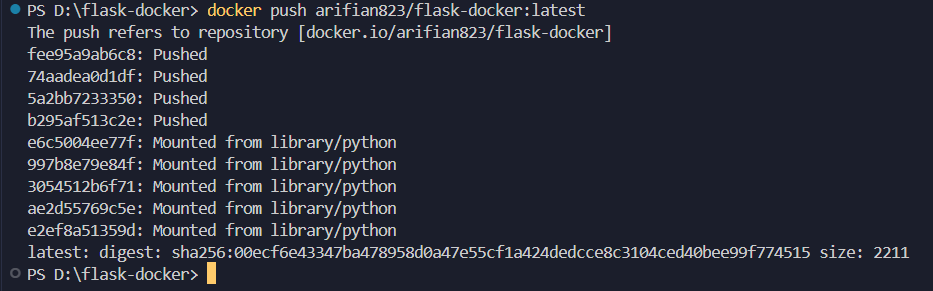 PS D:\flask-docker> docker push arifian823/flask-docker:latest
The push refers to repository [docker.io/arifian823/flask-docker]
fee95a9ab6c8: Pushed
74aadea0d1df: Pushed
5a2bb7233350: Pushed
b295af513c2e: Pushed
e6c5004ee77f: Mounted from library/python
997b8e79e84f: Mounted from library/python
3054512b6f71: Mounted from library/python
ae2d55769c5e: Mounted from library/python
e2ef8a51359d: Mounted from library/python
latest: digest: sha256:00ecf6e43347ba478958d0a47e55cf1a424dedcce8c3104ced40bee99f774515 size: 2211
PS D:\flask-docker>